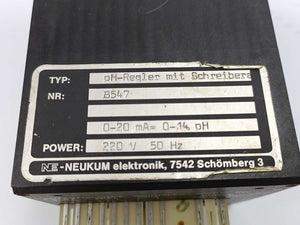 TYP: pH-Regler mit Schreibera
NR: 8547
0-20 mA= 0-14 pH
POWER: 220 V 50 Hz
NE -NEUKUM elektronik, 7542 Schömberg 3